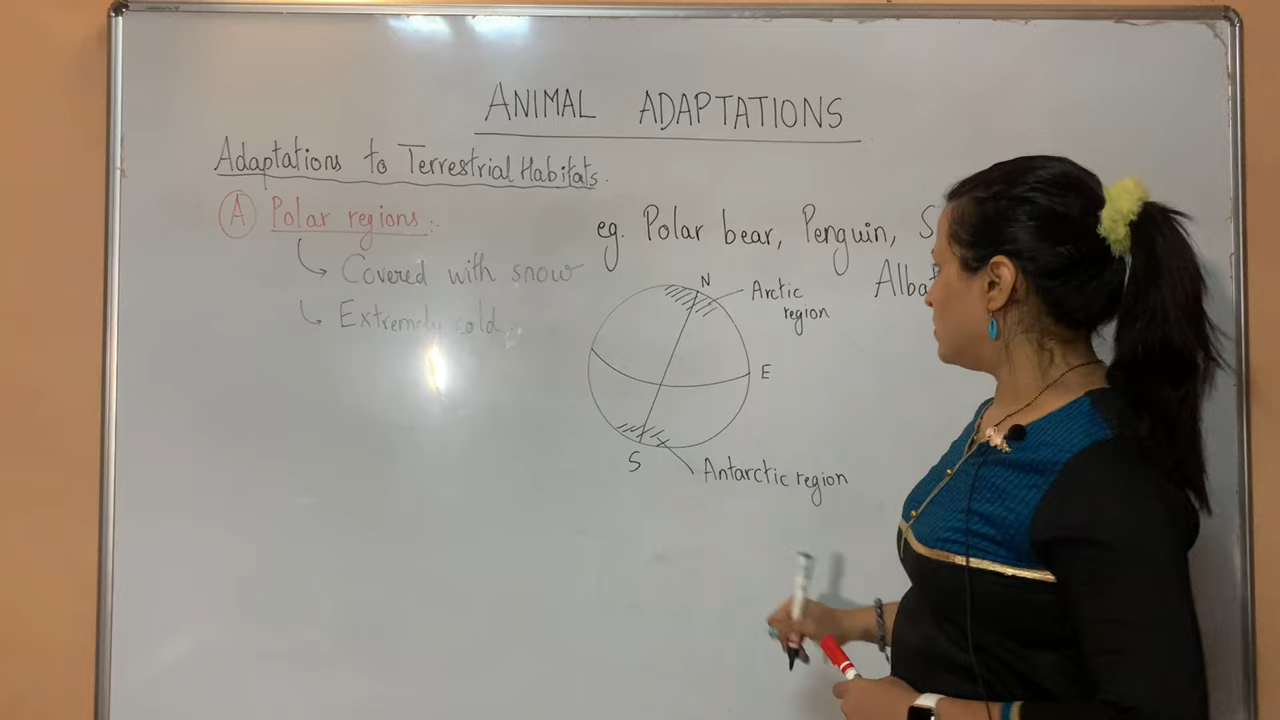 ANIMAL ADAPTATIONS
Adaptations to Terrestrial Habitats.
A Polar regions:
eg. Polar bear, Penguin,
Covered with snow
Extremely cold.
N
Arctic
region
E
S
Antarctic region